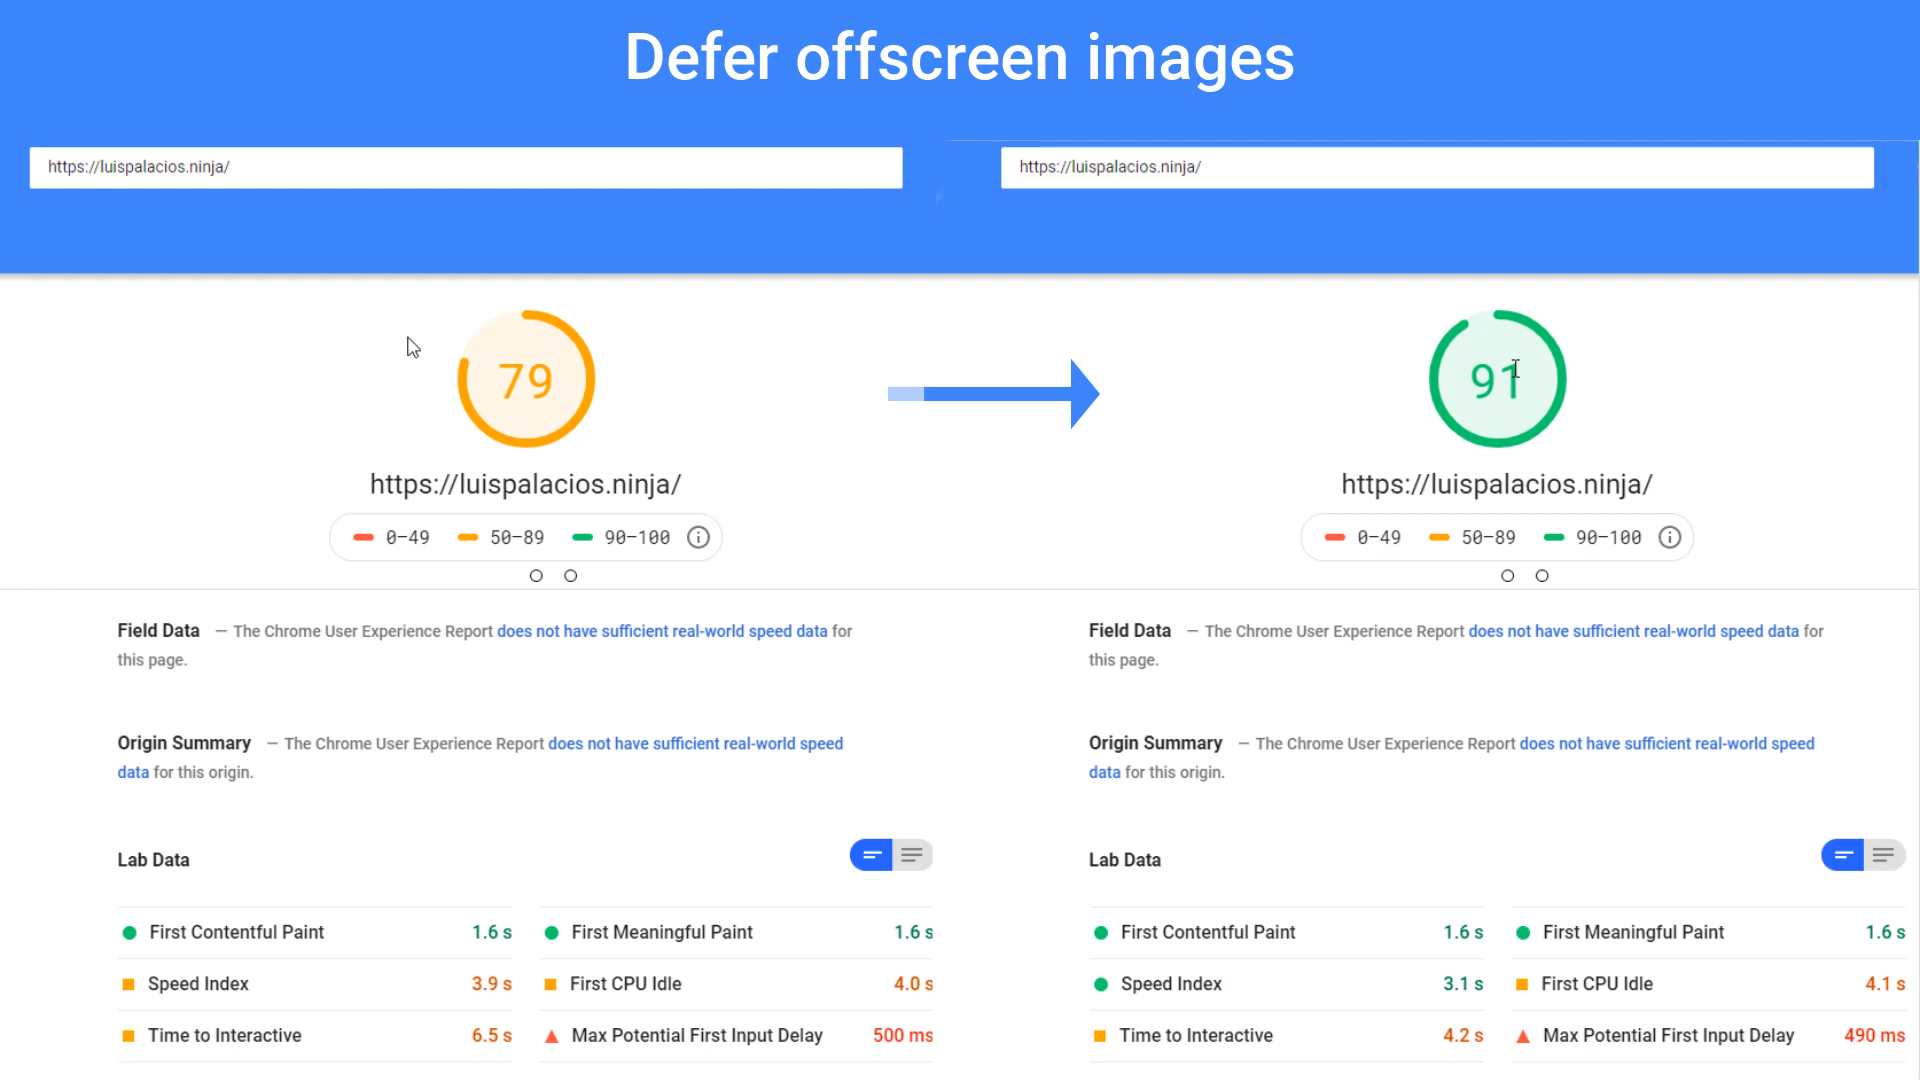 Defer offscreen images
https://luispalacios.ninja/
https://luispalacios.ninja/
79
91
https://luispalacios.ninja/
https://luispalacios.ninja/
0–49 50–89 90–100
0–49 50–89 90–100
Field Data — The Chrome User Experience Report does not have sufficient real-world speed data for
this page.
Origin Summary — The Chrome User Experience Report does not have sufficient real-world speed
data for this origin.
Lab Data
First Contentful Paint 1.6 s First Meaningful Paint 1.6 s
Speed Index 3.9 s First CPU Idle 4.0 s
Time to Interactive 6.5 s Max Potential First Input Delay 500 ms
Field Data — The Chrome User Experience Report does not have sufficient real-world speed data for
this page.
Origin Summary — The Chrome User Experience Report does not have sufficient real-world speed
data for this origin.
Lab Data
First Contentful Paint 1.6 s First Meaningful Paint 1.6 s
Speed Index 3.1 s First CPU Idle 4.1 s
Time to Interactive 4.2 s Max Potential First Input Delay 490 ms